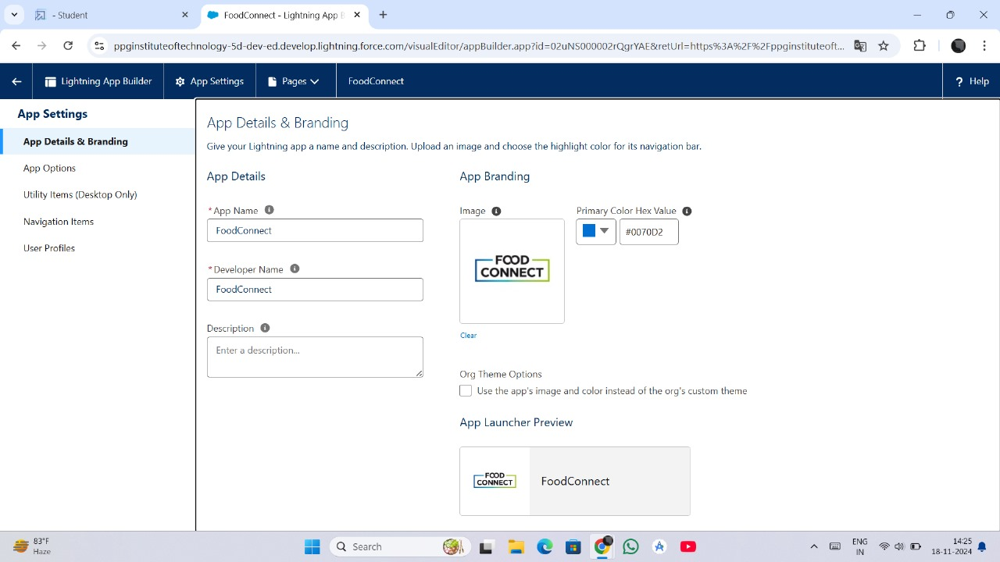 - Student
FoodConnect - Lightning App B
ppginstituteoftechnology-5d-dev-ed.develop.lightning.force.com/visualEditor/appBuilder.app?id=02uNS000002rQgrYAE&retUrl=https%3A%2F%2Fppginstituteoft...
Lightning App Builder
App Settings
Pages
FoodConnect
? Help
App Settings
App Details & Branding
App Options
Utility Items (Desktop Only)
Navigation Items
User Profiles
App Details & Branding
Give your Lightning app a name and description. Upload an image and choose the highlight color for its navigation bar.
App Details
* App Name
FoodConnect
* Developer Name
FoodConnect
Description
Enter a description...
App Branding
Image
FOOD
CONNECT
Clear
Primary Color Hex Value
#0070D2
Org Theme Options
Use the app's image and color instead of the org's custom theme
App Launcher Preview
FOOD
CONNECT
FoodConnect
83°F
Haze
Search
ENG
IN
14:25
18-11-2024